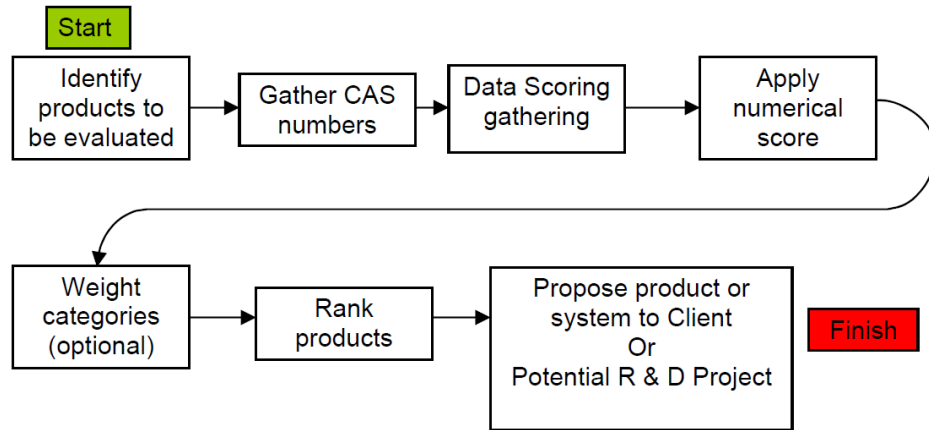 Start
Identify
products to
be evaluated
Gather CAS
numbers
Data Scoring
gathering
Apply
numerical
score
Weight
categories
(optional)
Rank
products
Propose product or
system to Client
Or
Potential R & D Project
Finish